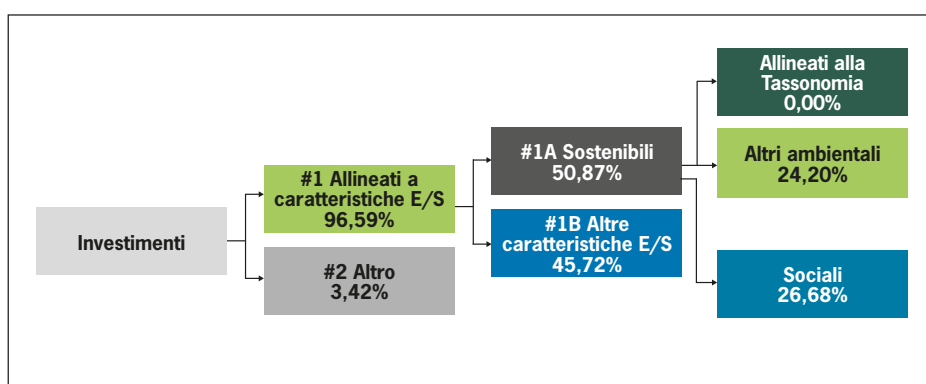 Investimenti
#1 Allineati a
caratteristiche E/S
96,59%
#2 Altro
3,42%
#1A Sostenibili
50,87%
#1B Altre
caratteristiche E/S
45,72%
Allineati alla
Tassonomia
0,00%
Altri ambientali
24,20%
Sociali
26,68%